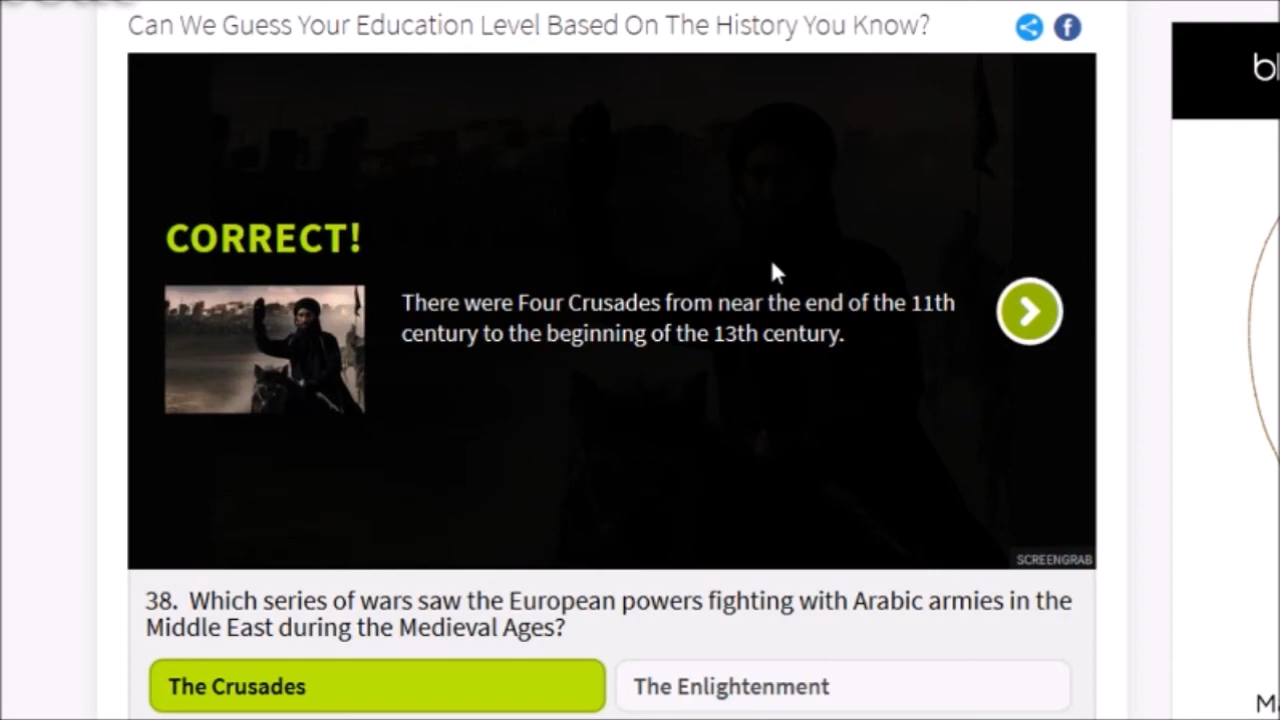 Can We Guess Your Education Level Based On The History You Know?
CORRECT!
There were Four Crusades from near the end of the 11th
century to the beginning of the 13th century.
SCREENGRAB
38. Which series of wars saw the European powers fighting with Arabic armies in the
Middle East during the Medieval Ages?
The Crusades
The Enlightenment